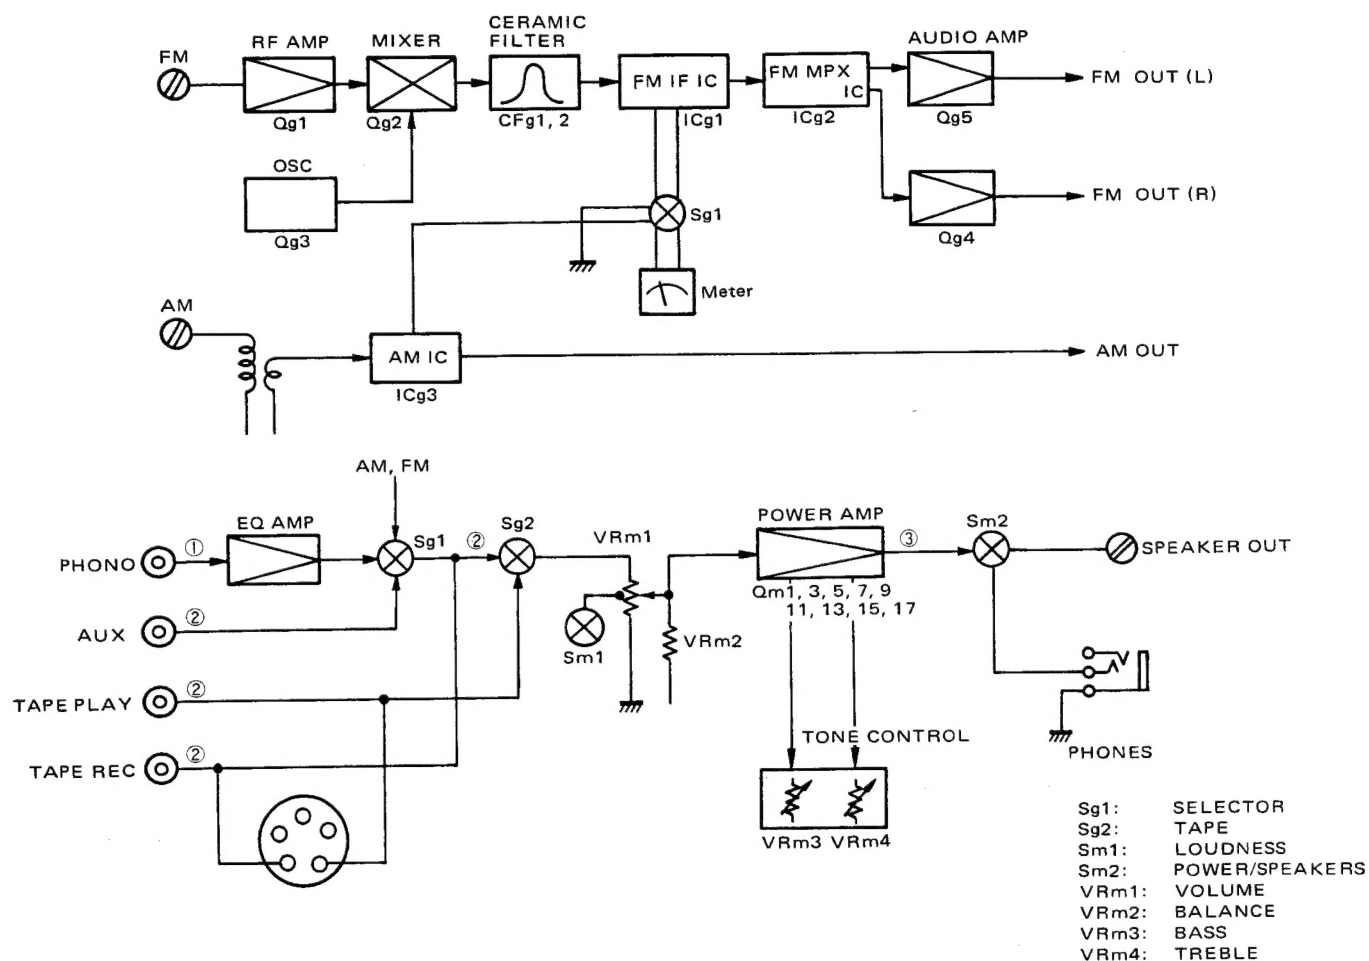 CERAMIC
FILTER
RF AMP
MIXER
AUDIO AMP
FM
FM IF IC
FM MPX
IC
FM OUT (L)
Qg1
Qg2
CFg1, 2
ICg1
ICg2
Qg5
OSC
Qg3
Sg1
FM OUT (R)
Qg4
Meter
AM
AM IC
AM OUT
ICg3
AM, FM
EQ AMP
Sg1
②
Sg2
VRm1
POWER AMP
Sm2
PHONO
①
③
SPEAKER OUT
Qm1, 3, 5, 7, 9
11, 13, 15, 17
AUX
②
Sm1
VRm2
TAPE PLAY
②
TONE CONTROL
PHONES
TAPE REC
②
VRm3 VRm4
Sg1: SELECTOR
Sg2: TAPE
Sm1: LOUDNESS
Sm2: POWER/SPEAKERS
VRm1: VOLUME
VRm2: BALANCE
VRm3: BASS
VRm4: TREBLE